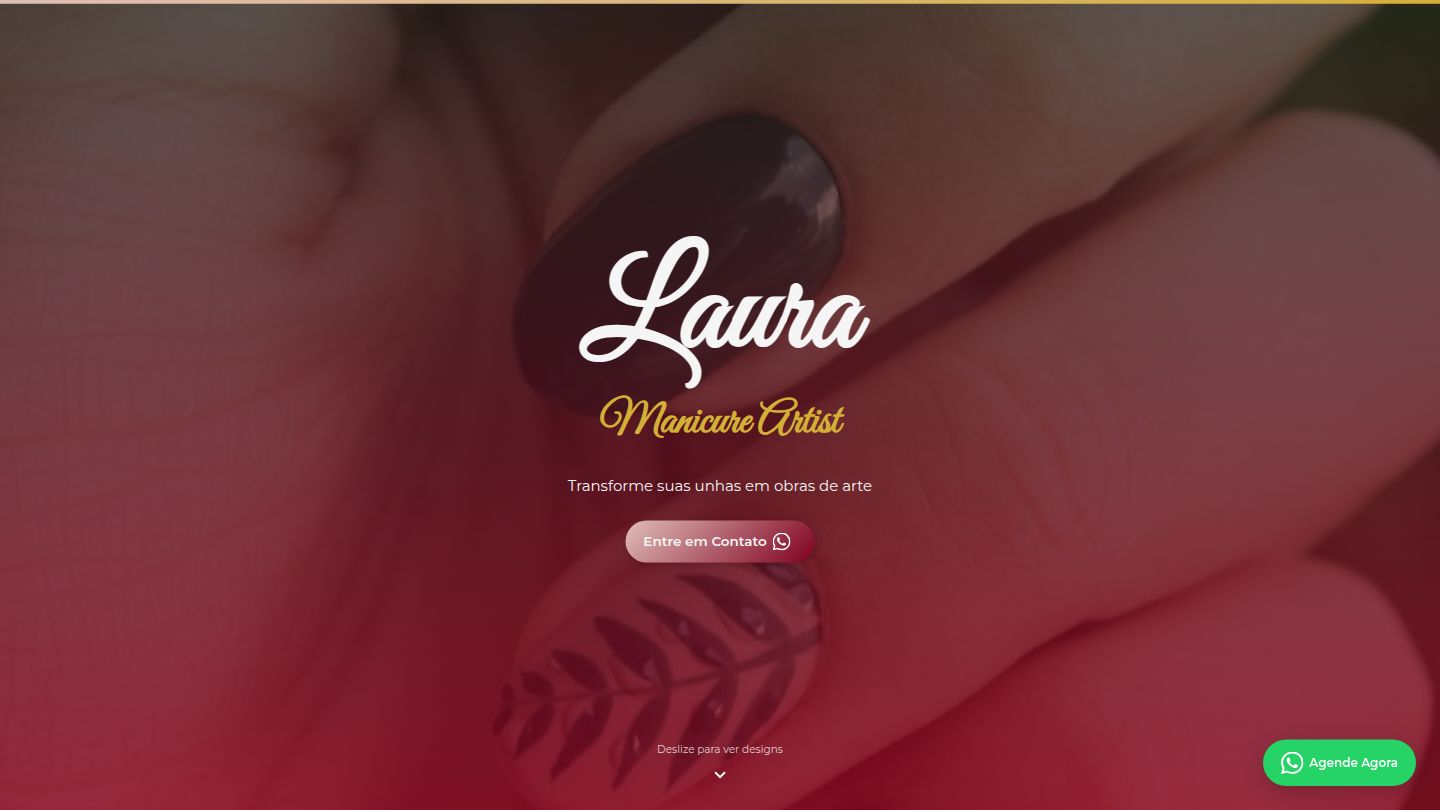 Laura
Manicure Artist
Transforme suas unhas em obras de arte
Entre em Contato
Deslize para ver designs
Agende Agora